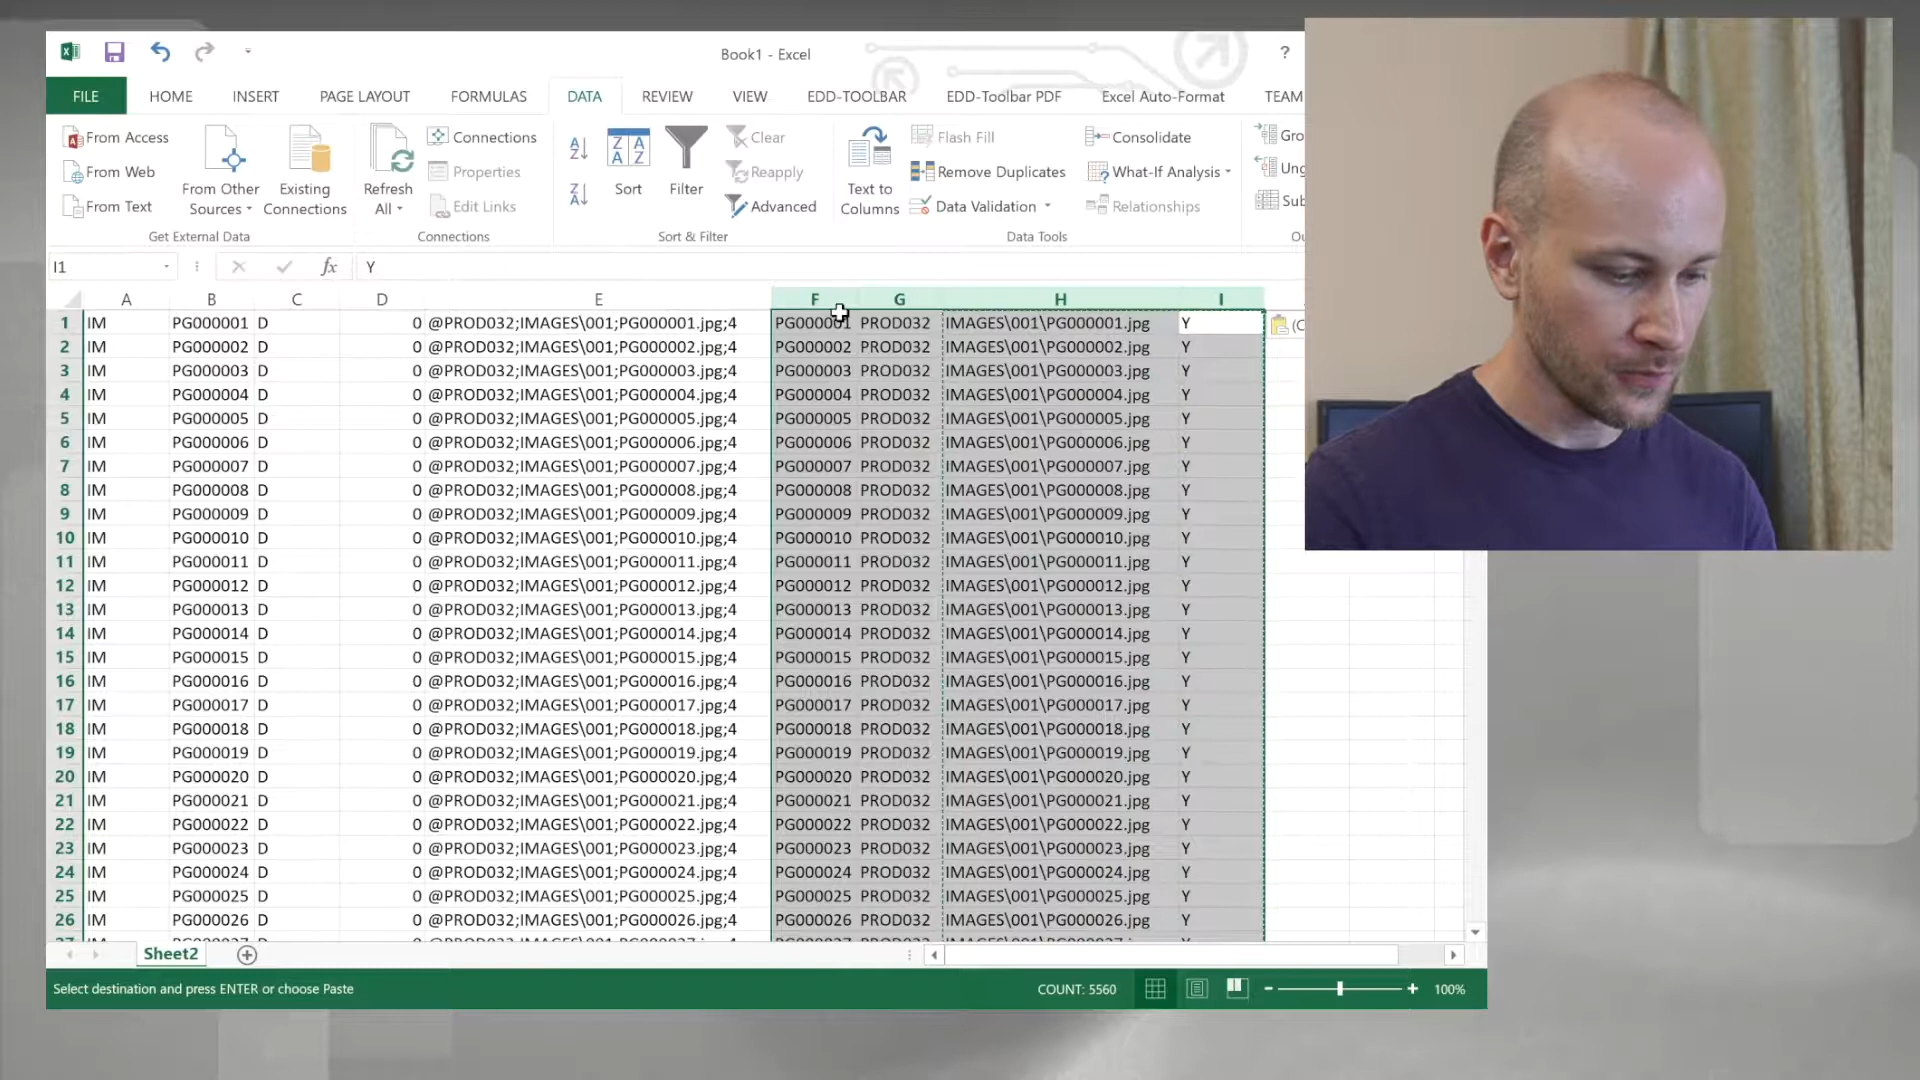 Book1 - Excel ?
FILE HOME INSERT PAGE LAYOUT FORMULAS DATA REVIEW VIEW EDD-TOOLBAR EDD-Toolbar PDF Excel Auto-Format TEAM
From Access
From Web
From Text
From Other Sources
Existing Connections
Get External Data
Refresh All
Connections
Properties
Edit Links
Connections
Sort
Filter
Clear
Reapply
Advanced
Sort & Filter
Text to Columns
Flash Fill
Remove Duplicates
Data Validation
Consolidate
What-If Analysis
Relationships
Data Tools
I1 fx Y
A B C D E F G H I
1 IM PG000001 D 0 @PROD032;IMAGES\001;PG000001.jpg;4 PG000001 PROD032 IMAGES\001\PG000001.jpg Y
2 IM PG000002 D 0 @PROD032;IMAGES\001;PG000002.jpg;4 PG000002 PROD032 IMAGES\001\PG000002.jpg Y
3 IM PG000003 D 0 @PROD032;IMAGES\001;PG000003.jpg;4 PG000003 PROD032 IMAGES\001\PG000003.jpg Y
4 IM PG000004 D 0 @PROD032;IMAGES\001;PG000004.jpg;4 PG000004 PROD032 IMAGES\001\PG000004.jpg Y
5 IM PG000005 D 0 @PROD032;IMAGES\001;PG000005.jpg;4 PG000005 PROD032 IMAGES\001\PG000005.jpg Y
6 IM PG000006 D 0 @PROD032;IMAGES\001;PG000006.jpg;4 PG000006 PROD032 IMAGES\001\PG000006.jpg Y
7 IM PG000007 D 0 @PROD032;IMAGES\001;PG000007.jpg;4 PG000007 PROD032 IMAGES\001\PG000007.jpg Y
8 IM PG000008 D 0 @PROD032;IMAGES\001;PG000008.jpg;4 PG000008 PROD032 IMAGES\001\PG000008.jpg Y
9 IM PG000009 D 0 @PROD032;IMAGES\001;PG000009.jpg;4 PG000009 PROD032 IMAGES\001\PG000009.jpg Y
10 IM PG000010 D 0 @PROD032;IMAGES\001;PG000010.jpg;4 PG000010 PROD032 IMAGES\001\PG000010.jpg Y
11 IM PG000011 D 0 @PROD032;IMAGES\001;PG000011.jpg;4 PG000011 PROD032 IMAGES\001\PG000011.jpg Y
12 IM PG000012 D 0 @PROD032;IMAGES\001;PG000012.jpg;4 PG000012 PROD032 IMAGES\001\PG000012.jpg Y
13 IM PG000013 D 0 @PROD032;IMAGES\001;PG000013.jpg;4 PG000013 PROD032 IMAGES\001\PG000013.jpg Y
14 IM PG000014 D 0 @PROD032;IMAGES\001;PG000014.jpg;4 PG000014 PROD032 IMAGES\001\PG000014.jpg Y
15 IM PG000015 D 0 @PROD032;IMAGES\001;PG000015.jpg;4 PG000015 PROD032 IMAGES\001\PG000015.jpg Y
16 IM PG000016 D 0 @PROD032;IMAGES\001;PG000016.jpg;4 PG000016 PROD032 IMAGES\001\PG000016.jpg Y
17 IM PG000017 D 0 @PROD032;IMAGES\001;PG000017.jpg;4 PG000017 PROD032 IMAGES\001\PG000017.jpg Y
18 IM PG000018 D 0 @PROD032;IMAGES\001;PG000018.jpg;4 PG000018 PROD032 IMAGES\001\PG000018.jpg Y
19 IM PG000019 D 0 @PROD032;IMAGES\001;PG000019.jpg;4 PG000019 PROD032 IMAGES\001\PG000019.jpg Y
20 IM PG000020 D 0 @PROD032;IMAGES\001;PG000020.jpg;4 PG000020 PROD032 IMAGES\001\PG000020.jpg Y
21 IM PG000021 D 0 @PROD032;IMAGES\001;PG000021.jpg;4 PG000021 PROD032 IMAGES\001\PG000021.jpg Y
22 IM PG000022 D 0 @PROD032;IMAGES\001;PG000022.jpg;4 PG000022 PROD032 IMAGES\001\PG000022.jpg Y
23 IM PG000023 D 0 @PROD032;IMAGES\001;PG000023.jpg;4 PG000023 PROD032 IMAGES\001\PG000023.jpg Y
24 IM PG000024 D 0 @PROD032;IMAGES\001;PG000024.jpg;4 PG000024 PROD032 IMAGES\001\PG000024.jpg Y
25 IM PG000025 D 0 @PROD032;IMAGES\001;PG000025.jpg;4 PG000025 PROD032 IMAGES\001\PG000025.jpg Y
26 IM PG000026 D 0 @PROD032;IMAGES\001;PG000026.jpg;4 PG000026 PROD032 IMAGES\001\PG000026.jpg Y
Sheet2
Select destination and press ENTER or choose Paste COUNT: 5560 100%